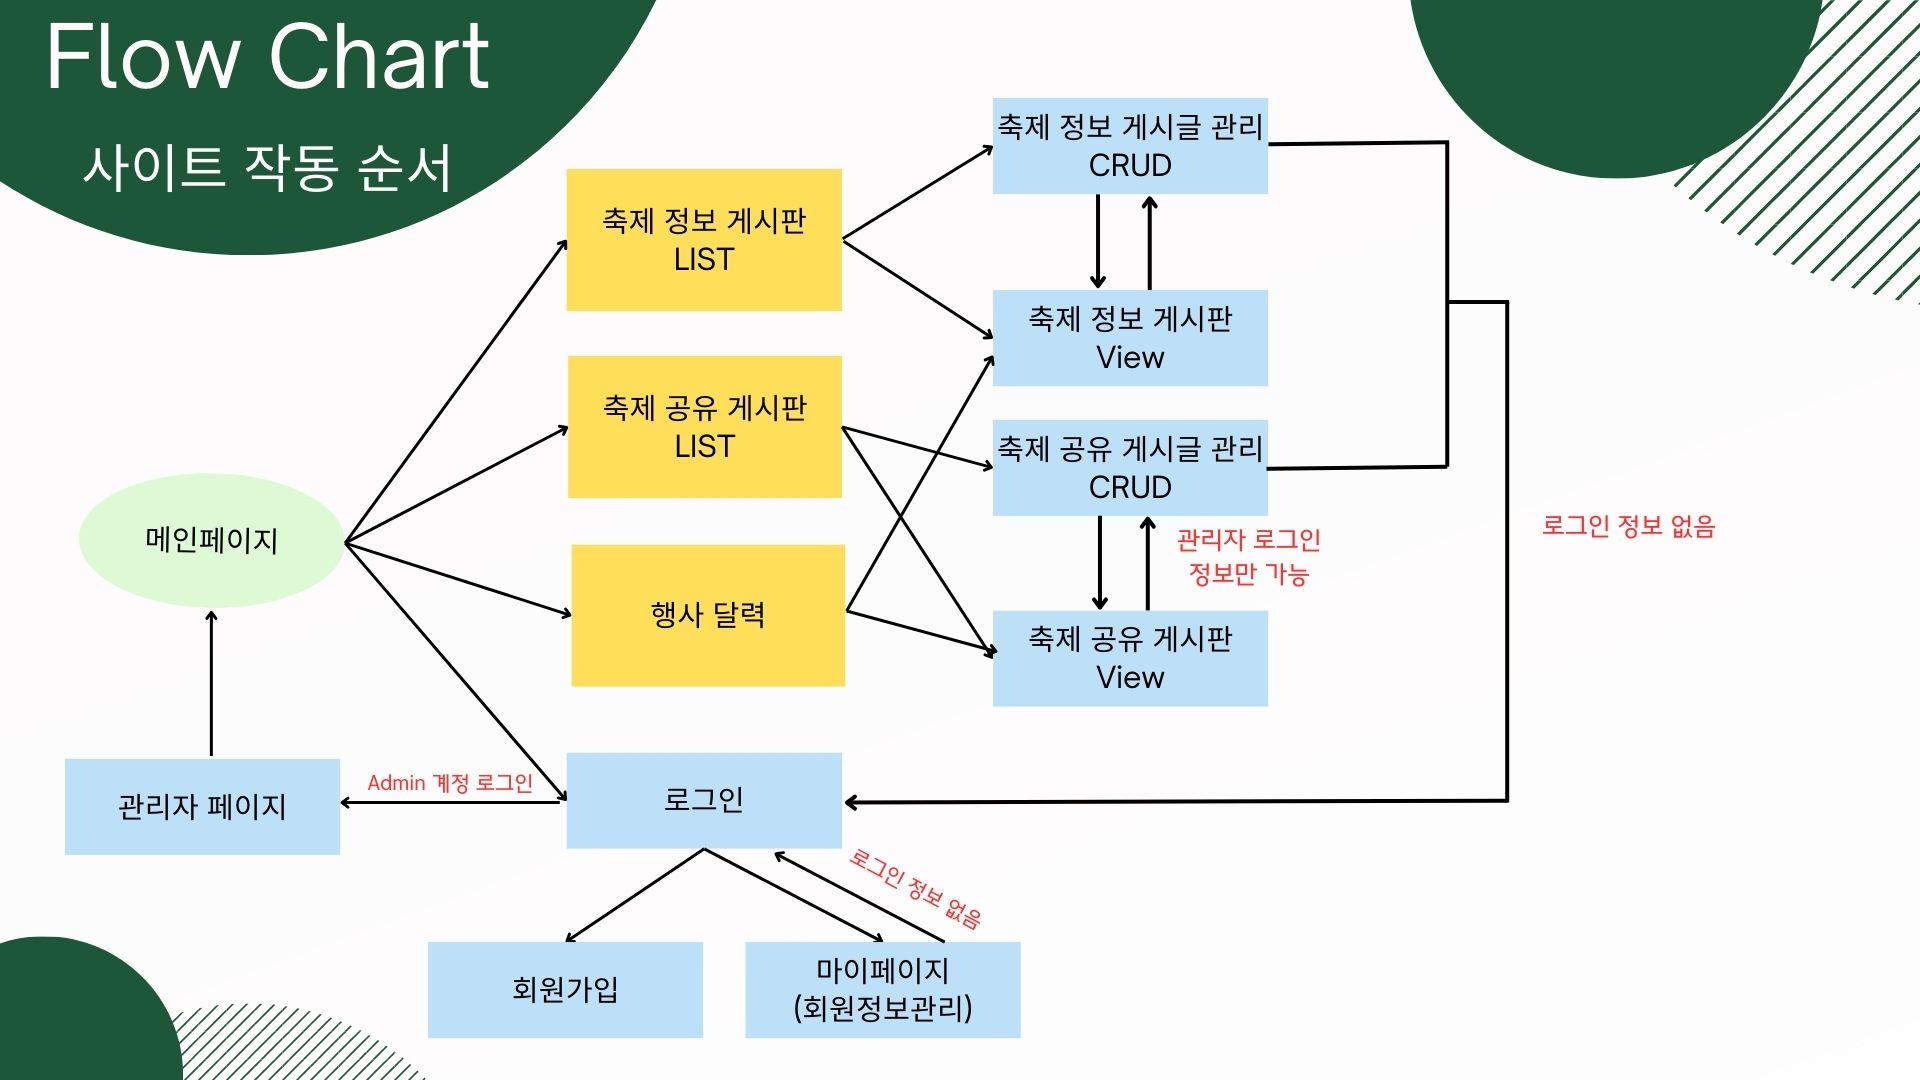 Flow Chart
사이트 작동 순서
축제 정보 게시판
LIST
축제 공유 게시판
LIST
행사 달력
메인페이지
관리자 페이지
Admin 계정 로그인
로그인
회원가입
마이페이지
(회원정보관리)
로그인 정보 없음
축제 정보 게시글 관리
CRUD
축제 정보 게시판
View
축제 공유 게시글 관리
CRUD
관리자 로그인
정보만 가능
축제 공유 게시판
View
로그인 정보 없음